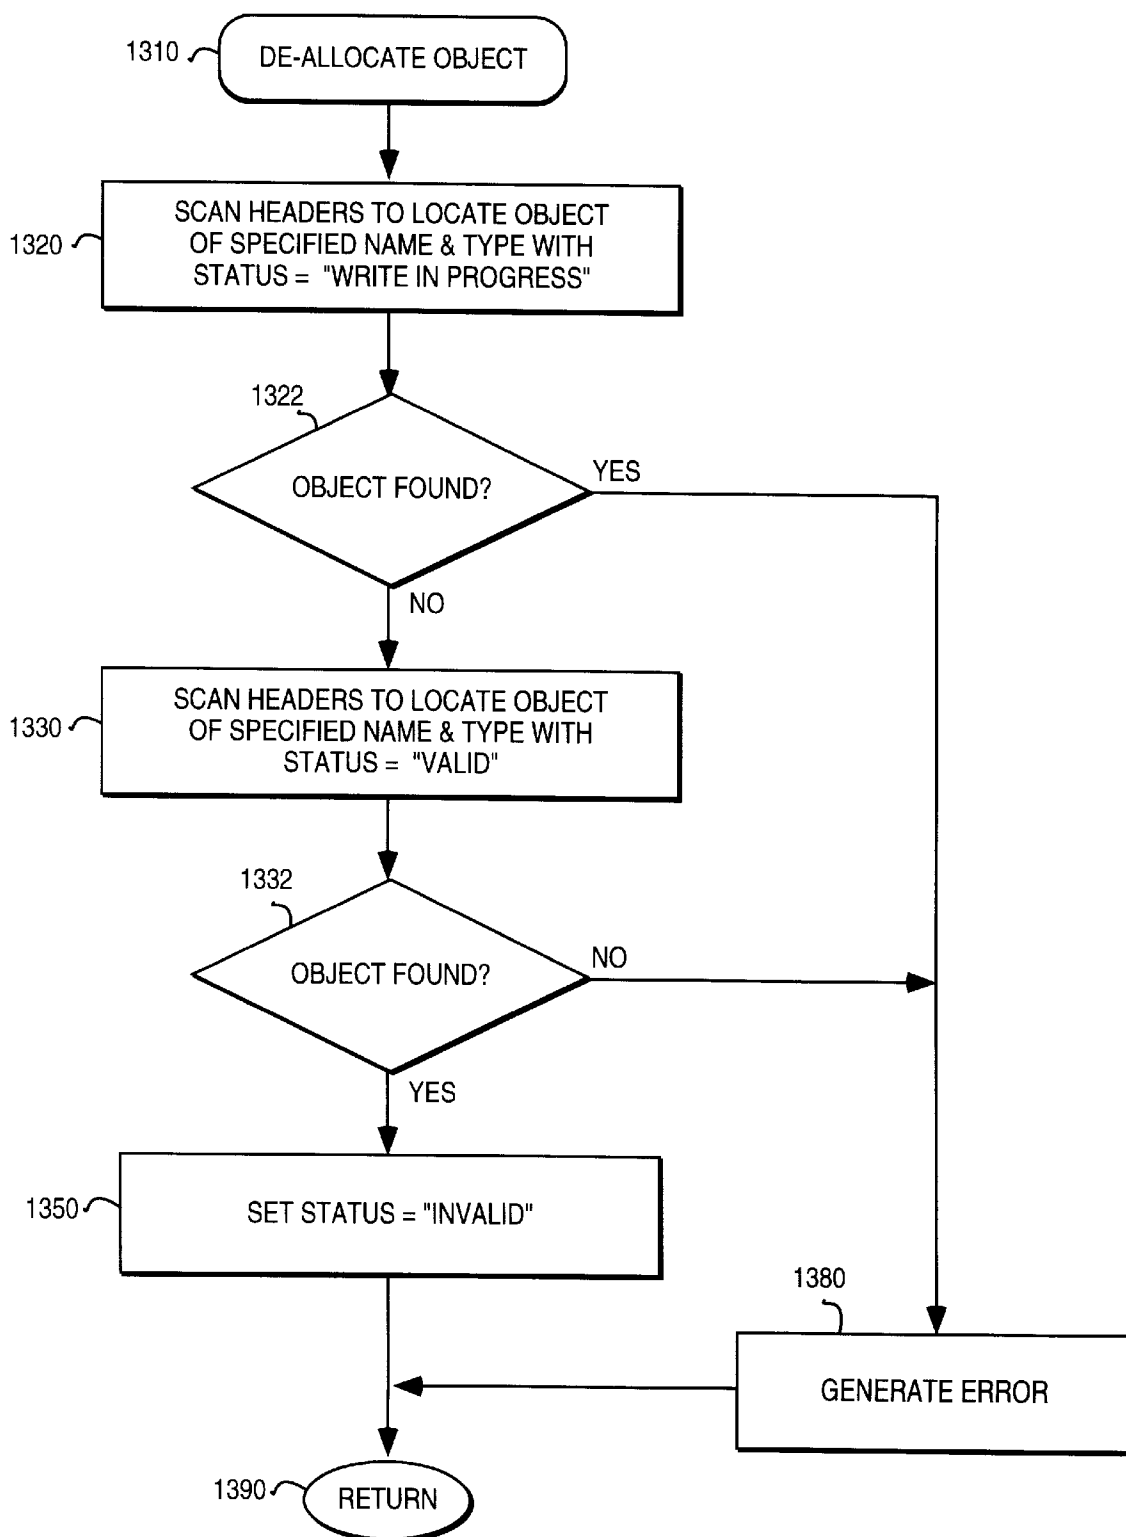 1310
DE-ALLOCATE OBJECT
1320
SCAN HEADERS TO LOCATE OBJECT
OF SPECIFIED NAME & TYPE WITH
STATUS = "WRITE IN PROGRESS"
1322
OBJECT FOUND?
YES
NO
1330
SCAN HEADERS TO LOCATE OBJECT
OF SPECIFIED NAME & TYPE WITH
STATUS = "VALID"
1332
OBJECT FOUND?
NO
YES
1350
SET STATUS = "INVALID"
1380
GENERATE ERROR
1390
RETURN